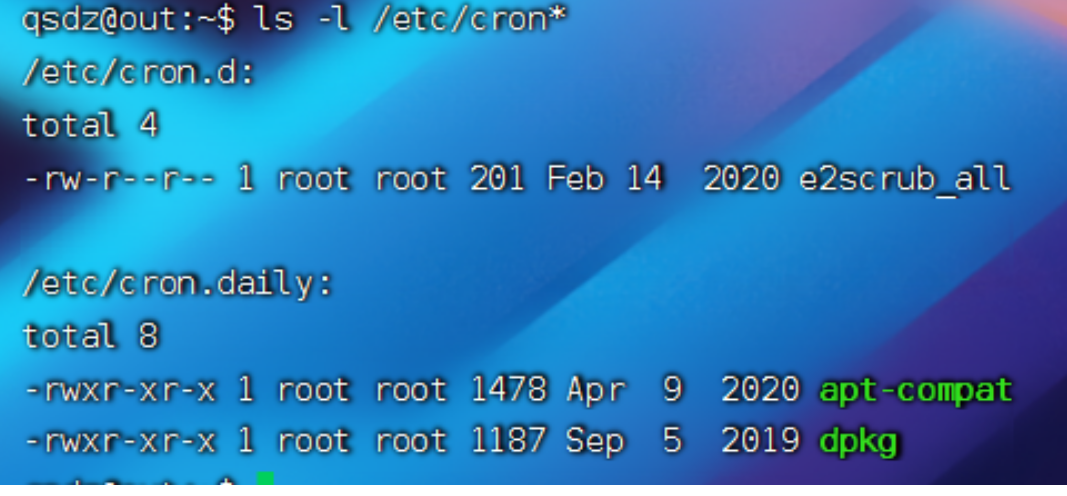 qsdz@out:~$ ls -l /etc/cron*
/etc/cron.d:
total 4
-rw-r--r-- 1 root root 201 Feb 14  2020 e2scrub_all

/etc/cron.daily:
total 8
-rwxr-xr-x 1 root root 1478 Apr  9  2020 apt-compat
-rwxr-xr-x 1 root root 1187 Sep  5  2019 dpkg